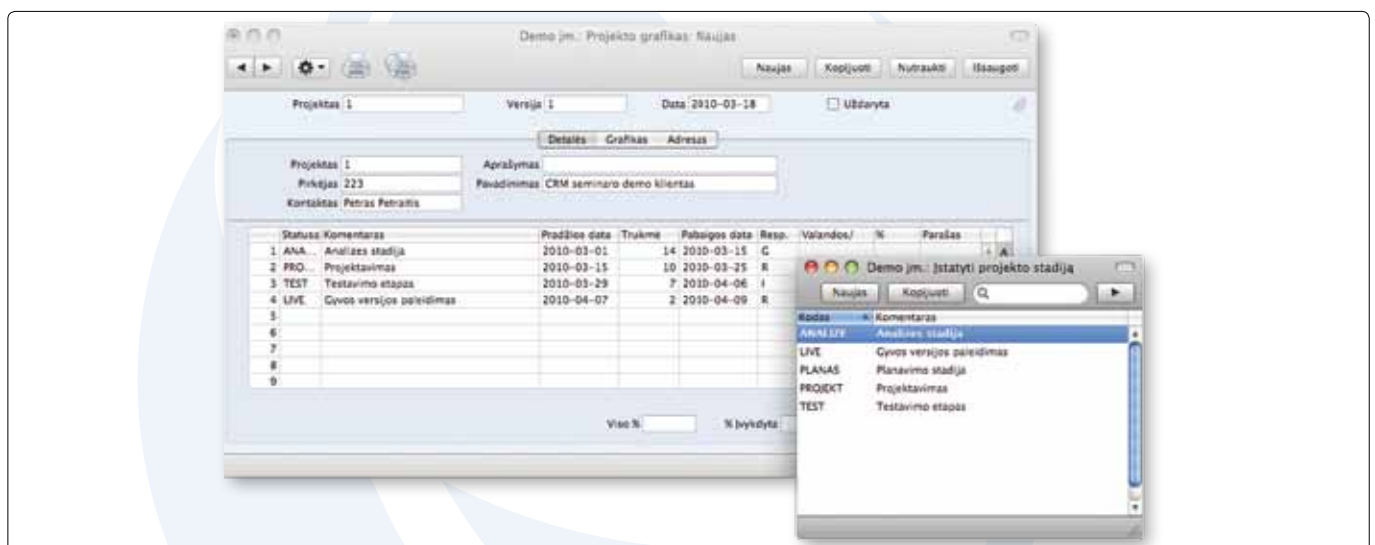 Demo įm.: Projekto grafikas: Naujas
Naujas Kopijuoti Nutraukti Išsaugoti
Projektas 1 Versija 1 Data 2010-03-18 Uždaryta
Detalės Grafikas Adresas
Projektas 1 Aprašymas
Pirkėjas 223 Pavadinimas CRM seminaro demo klientas
Kontaktas Petras Petraitis
Statusas Komentaras Pradžios data Trukmė Pabaigos data Resp. Valandos/ % Parašas
1 ANA... Analizės stadija 2010-03-01 14 2010-03-15 G
A
2 PRO... Projektavimas 2010-03-15 10 2010-03-25 R
3 TEST Testavimo etapas 2010-03-29 7 2010-04-06 I
4 LIVE Gyvos versijos paleidimas 2010-04-07 2 2010-04-09 R
5
6
7
8
9
Viso % % Įvykdyta
Demo įm.: Įstatyti projekto stadiją
Naujas Kopijuoti
Kodas Komentaras
ANALIZE Analizės stadija
LIVE Gyvos versijos paleidimas
PLANAS Planavimo stadija
PROJEKT Projektavimas
TEST Testavimo etapas